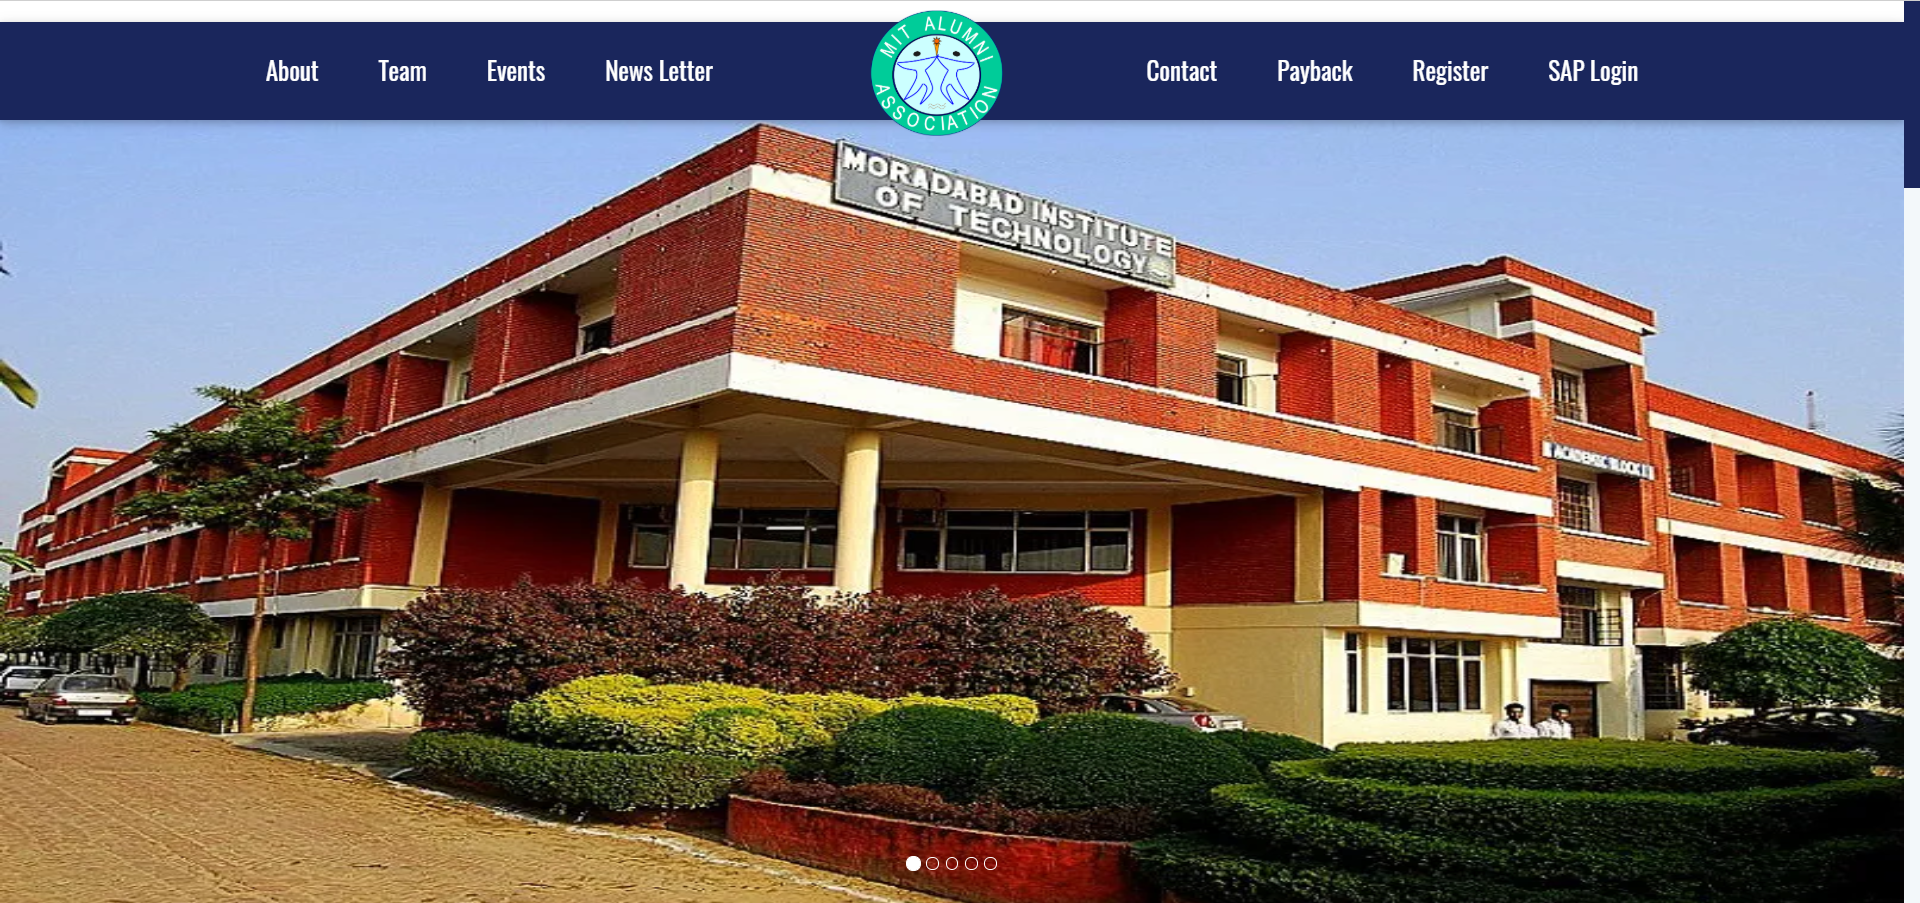 About
Team
Events
News Letter
MIT ALUMNI
ASSOCIATION
Contact
Payback
Register
SAP Login
MORADABAD INSTITUTE
OF TECHNOLOGY
ACADEMIC BLOCK I